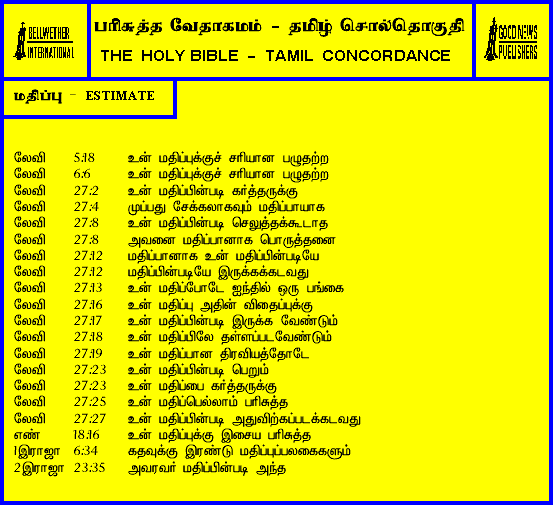 BELLWETHER
INTERNATIONAL
பரிசுத்த வேதாகமம் - தமிழ் சொல்தொகுதி
THE HOLY BIBLE - TAMIL CONCORDANCE
GOOD NEWS
PUBLISHERS
மதிப்பு - ESTIMATE
லேவி 5:18 உன் மதிப்புக்குச் சரியான பழுதற்ற
லேவி 6:6 உன் மதிப்புக்குச் சரியான பழுதற்ற
லேவி 27:2 உன் மதிப்பின்படி கர்த்தருக்கு
லேவி 27:4 முப்பது சேக்கலாகவும் மதிப்பாயாக
லேவி 27:8 உன் மதிப்பின்படி செலுத்தக்கூடாத
லேவி 27:8 அவனை மதிப்பானாக பொருத்தனை
லேவி 27:12 மதிப்பானாக உன் மதிப்பின்படியே
லேவி 27:12 மதிப்பின்படியே இருக்கக்கடவது
லேவி 27:13 உன் மதிப்போடே ஐந்தில் ஒரு பங்கை
லேவி 27:16 உன் மதிப்பு அதின் விதைப்புக்கு
லேவி 27:17 உன் மதிப்பின்படி இருக்க வேண்டும்
லேவி 27:18 உன் மதிப்பிலே தள்ளப்படவேண்டும்
லேவி 27:19 உன் மதிப்பான திரவியத்தோடே
லேவி 27:23 உன் மதிப்பின்படி பெறும்
லேவி 27:23 உன் மதிப்பை கர்த்தருக்கு
லேவி 27:25 உன் மதிப்பெல்லாம் பரிசுத்த
லேவி 27:27 உன் மதிப்பின்படி அதுவிற்கப்படக்கடவது
எண் 18:16 உன் மதிப்புக்கு இசைய பரிசுத்த
1இராஜா 6:34 கதவுக்கு இரண்டு மதிப்புப்பலகைகளும்
2இராஜா 23:35 அவரவர் மதிப்பின்படி அந்த